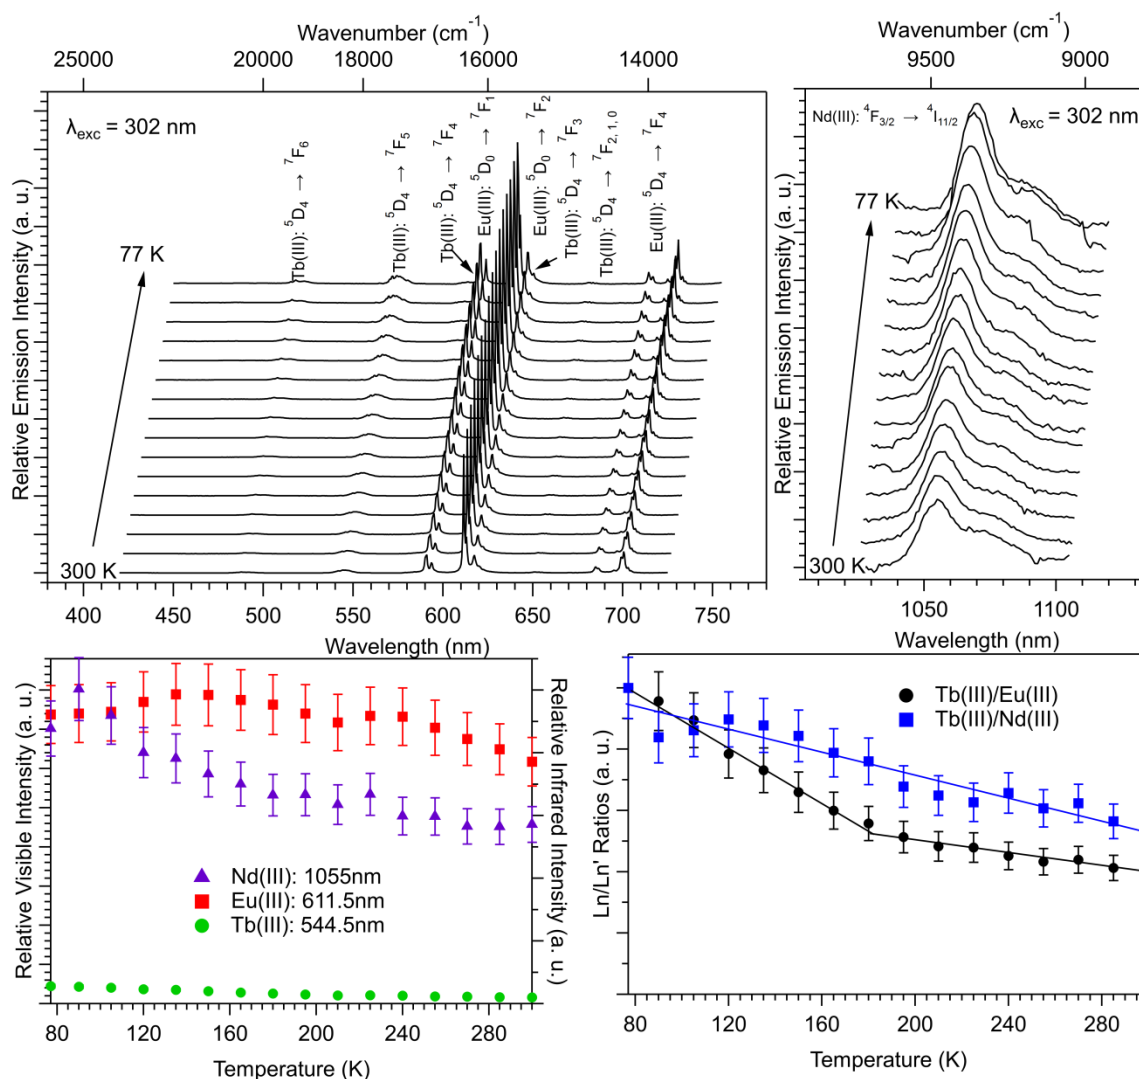 Wavenumber (cm⁻¹)
25000 19000 18000 16000 14000
λexc = 302 nm
Tb(III): ⁵D₄ → ⁷F₆
Tb(III): ⁵D₄ → ⁷F₅
Tb(III): ⁵D₄ → ⁷F₄
Eu(III): ⁵D₀ → ⁷F₁
Eu(III): ⁵D₀ → ⁷F₂
Tb(III): ⁵D₄ → ⁷F₃
Tb(III): ⁵D₄ → ⁷F₂, ₁, ₀
Eu(III): ⁵D₄ → ⁷F₄
77 K
300 K
Relative Emission Intensity (a. u.)
400 450 500 550 600 650 700 750
Wavelength (nm)
Wavenumber (cm⁻¹)
9500 9000
Nd(III): ⁴F₃/₂ → ⁴I₁₁/₂
λexc = 302 nm
77 K
300 K
Relative Emission Intensity (a. u.)
1050 1100
Wavelength (nm)
Relative Visible Intensity (a. u.)
Relative Infrared Intensity (a. u.)
Nd(III): 1055nm
Eu(III): 611.5nm
Tb(III): 544.5nm
80 120 160 200 240 280
Temperature (K)
Ln/Ln' Ratios (a. u.)
Tb(III)/Eu(III)
Tb(III)/Nd(III)
80 120 160 200 240 280
Temperature (K)